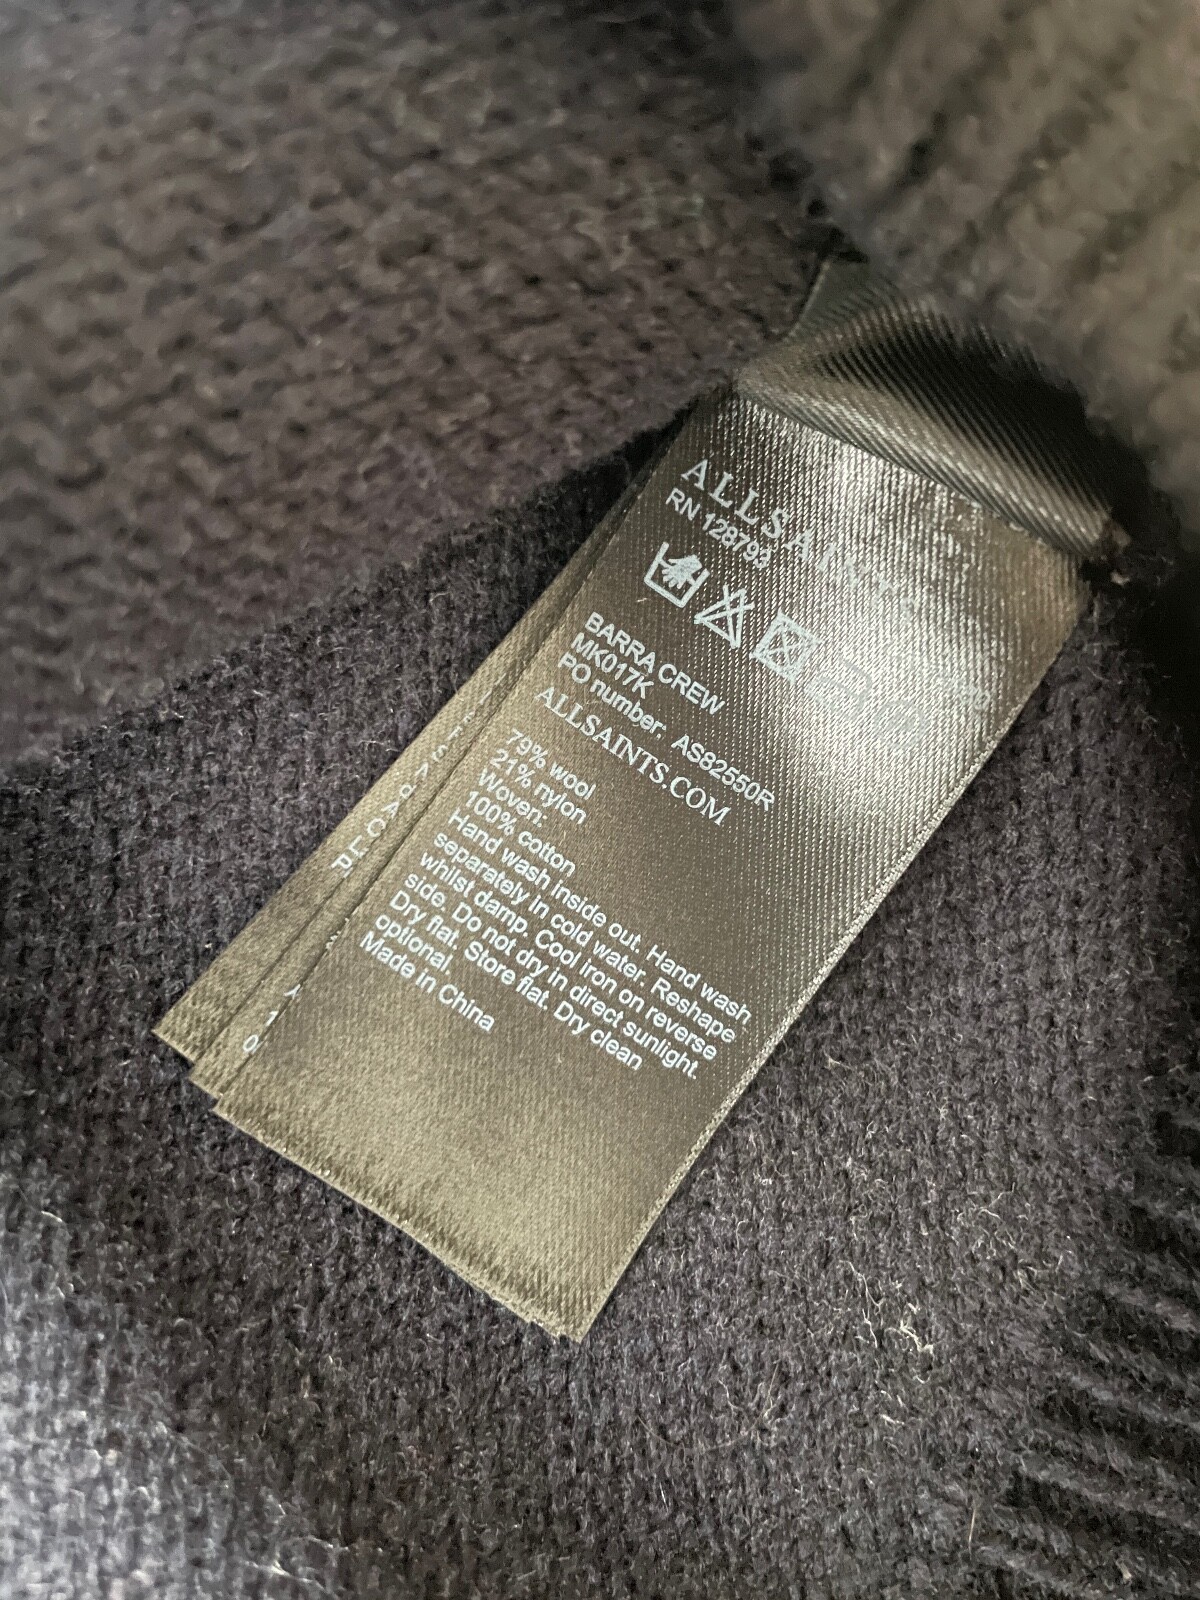 ALLSAINTS
RN 128793
BARRA CREW
MK017K
PO number: AS82550R
ALLSAINTS.COM
79% wool
21% nylon
Woven:
100% cotton
Hand wash inside out. Hand wash
separately in cold water. Reshape
whilst damp. Cool iron on reverse
side. Do not dry in direct sunlight.
Dry flat. Store flat. Dry clean
optional.
Made in China